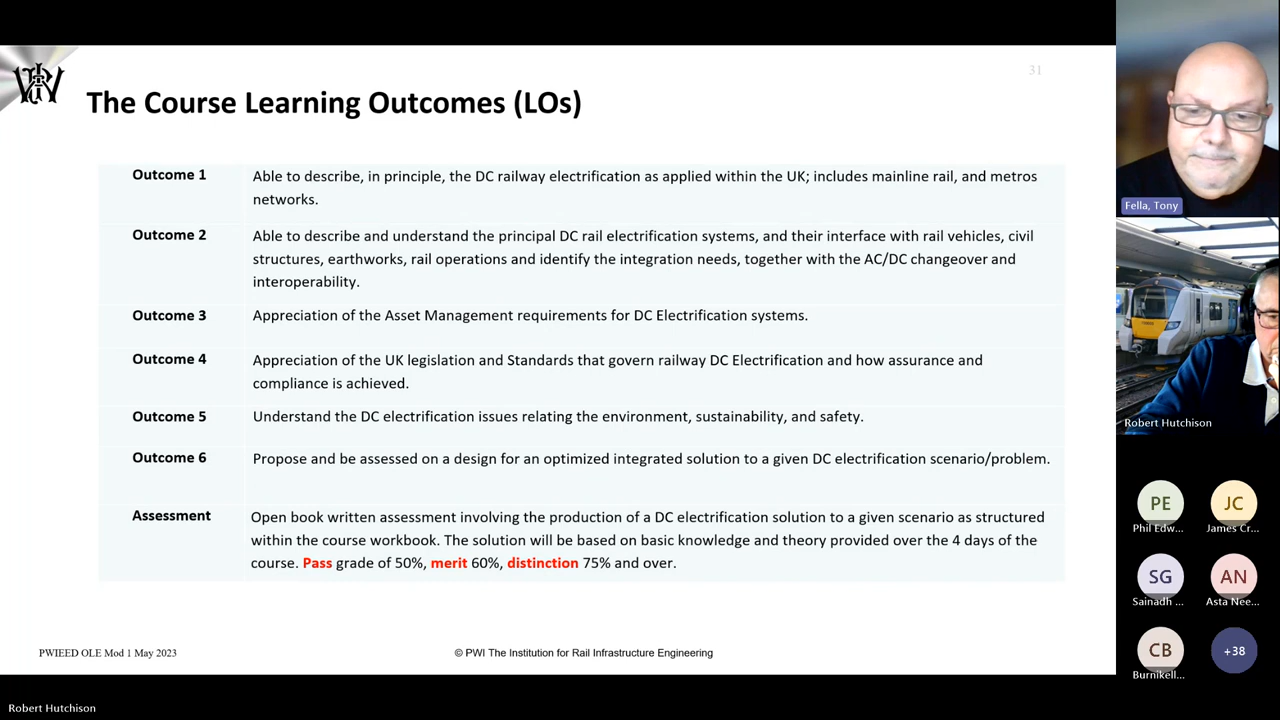 31
The Course Learning Outcomes (LOs)
Outcome 1
Able to describe, in principle, the DC railway electrification as applied within the UK; includes mainline rail, and metros
networks.
Outcome 2
Able to describe and understand the principal DC rail electrification systems, and their interface with rail vehicles, civil
structures, earthworks, rail operations and identify the integration needs, together with the AC/DC changeover and
interoperability.
Outcome 3
Appreciation of the Asset Management requirements for DC Electrification systems.
Outcome 4
Appreciation of the UK legislation and Standards that govern railway DC Electrification and how assurance and
compliance is achieved.
Outcome 5
Understand the DC electrification issues relating the environment, sustainability, and safety.
Outcome 6
Propose and be assessed on a design for an optimized integrated solution to a given DC electrification scenario/problem.
Assessment
Open book written assessment involving the production of a DC electrification solution to a given scenario as structured
within the course workbook. The solution will be based on basic knowledge and theory provided over the 4 days of the
course. Pass grade of 50%, merit 60%, distinction 75% and over.
PWIEED OLE Mod 1 May 2023
© PWI The Institution for Rail Infrastructure Engineering
Robert Hutchison
Fella, Tony
Robert Hutchison
PE
JC
Phil Edw...
James Cr...
SG
AN
Sainadh ...
Asta Nee...
CB
+38
Burnikell...